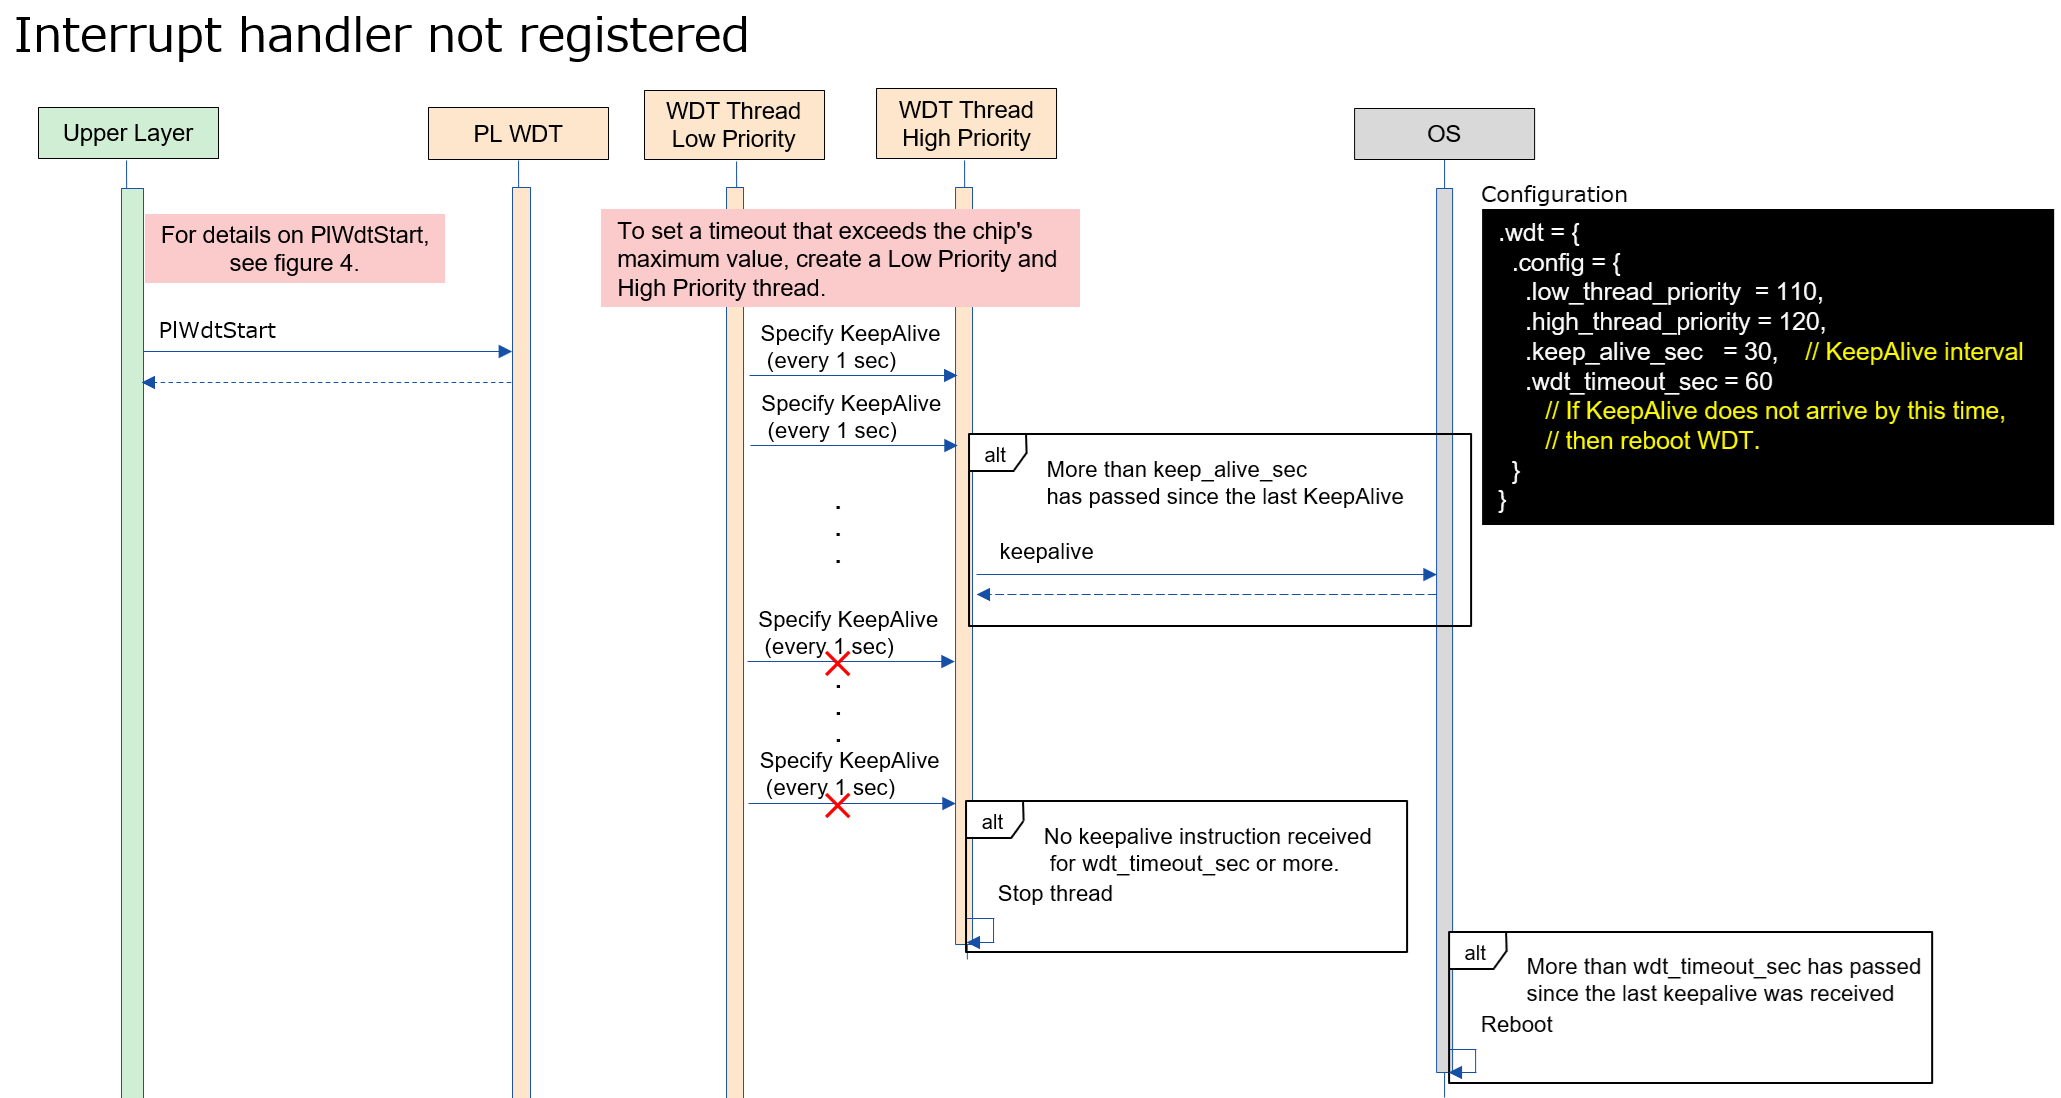 Interrupt handler not registered
Upper Layer
PL WDT
WDT Thread
Low Priority
WDT Thread
High Priority
OS
For details on PlWdtStart,
see figure 4.
To set a timeout that exceeds the chip's
maximum value, create a Low Priority and
High Priority thread.
Configuration
.wdt = {
.config = {
.low_thread_priority = 110,
.high_thread_priority = 120,
.keep_alive_sec = 30, // KeepAlive interval
.wdt_timeout_sec = 60
// If KeepAlive does not arrive by this time,
// then reboot WDT.
}
}
PlWdtStart
Specify KeepAlive
(every 1 sec)
Specify KeepAlive
(every 1 sec)
alt
More than keep_alive_sec
has passed since the last KeepAlive
keepalive
Specify KeepAlive
(every 1 sec)
Specify KeepAlive
(every 1 sec)
alt
No keepalive instruction received
for wdt_timeout_sec or more.
Stop thread
alt
More than wdt_timeout_sec has passed
since the last keepalive was received
Reboot